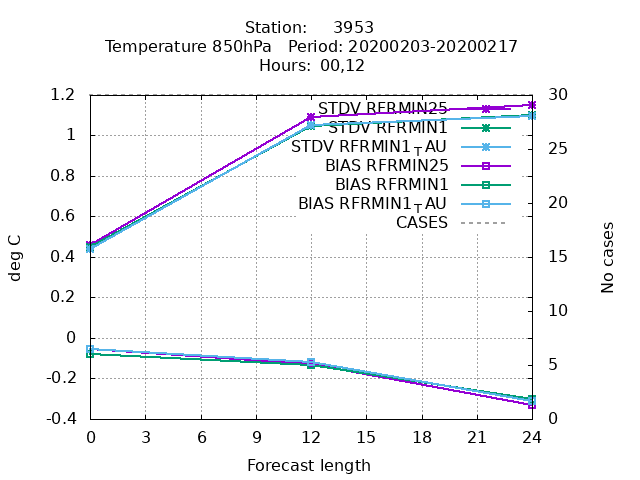 Station: 3953
Temperature 850hPa Period: 20200203-20200217
Hours: 00,12
1.2
1
0.8
0.6
0.4
0.2
0
-0.2
-0.4
30
25
20
15
10
5
0
STDV RFRMIN25
STDV RFRMIN1
STDV RFRMIN1TAU
BIAS RFRMIN25
BIAS RFRMIN1
BIAS RFRMIN1TAU
CASES
deg C
No cases
0 3 6 9 12 15 18 21 24
Forecast length